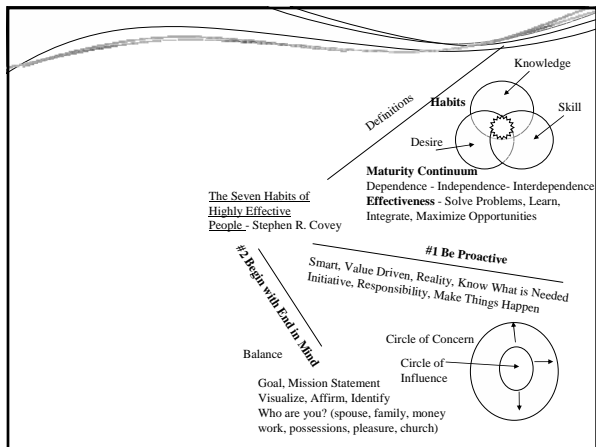 Knowledge
Habits
Skill
Definitions
Desire
Maturity Continuum
Dependence - Independence- Interdependence
Effectiveness - Solve Problems, Learn,
Integrate, Maximize Opportunities
The Seven Habits of
Highly Effective
People - Stephen R. Covey
#1 Be Proactive
Smart, Value Driven, Reality, Know What is Needed
Initiative, Responsibility, Make Things Happen
#2 Begin with End in Mind
Circle of Concern
Circle of
Influence
Balance
Goal, Mission Statement
Visualize, Affirm, Identify
Who are you? (spouse, family, money
work, possessions, pleasure, church)